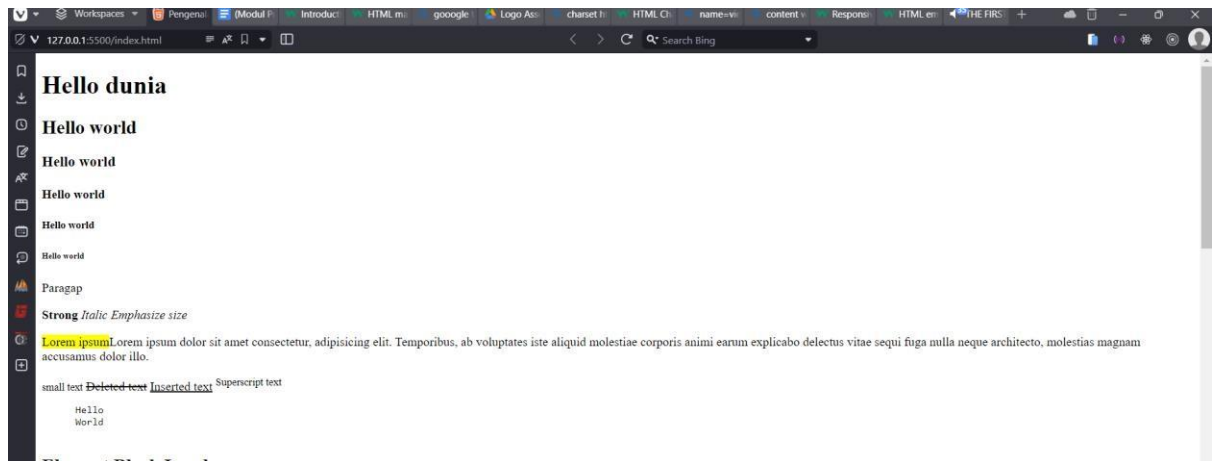 Workspaces Pengenal (Modul P Introduct HTML ma gooogle Logo Ass charset h HTML Ch name=vi content v Responsi HTML en THE FIRS
127.0.0.1:5500/index.html Search Bing
Hello dunia
Hello world
Hello world
Hello world
Hello world
Hello world
Paragap
Strong Italic Emphasize size
Lorem ipsumLorem ipsum dolor sit amet consectetur, adipisicing elit. Temporibus, ab voluptates iste aliquid molestiae corporis animi earum explicabo delectus vitae sequi fuga nulla neque architecto, molestias magnam
accusamus dolor illo.
small text Deleted text Inserted text Superscript text
Hello
World